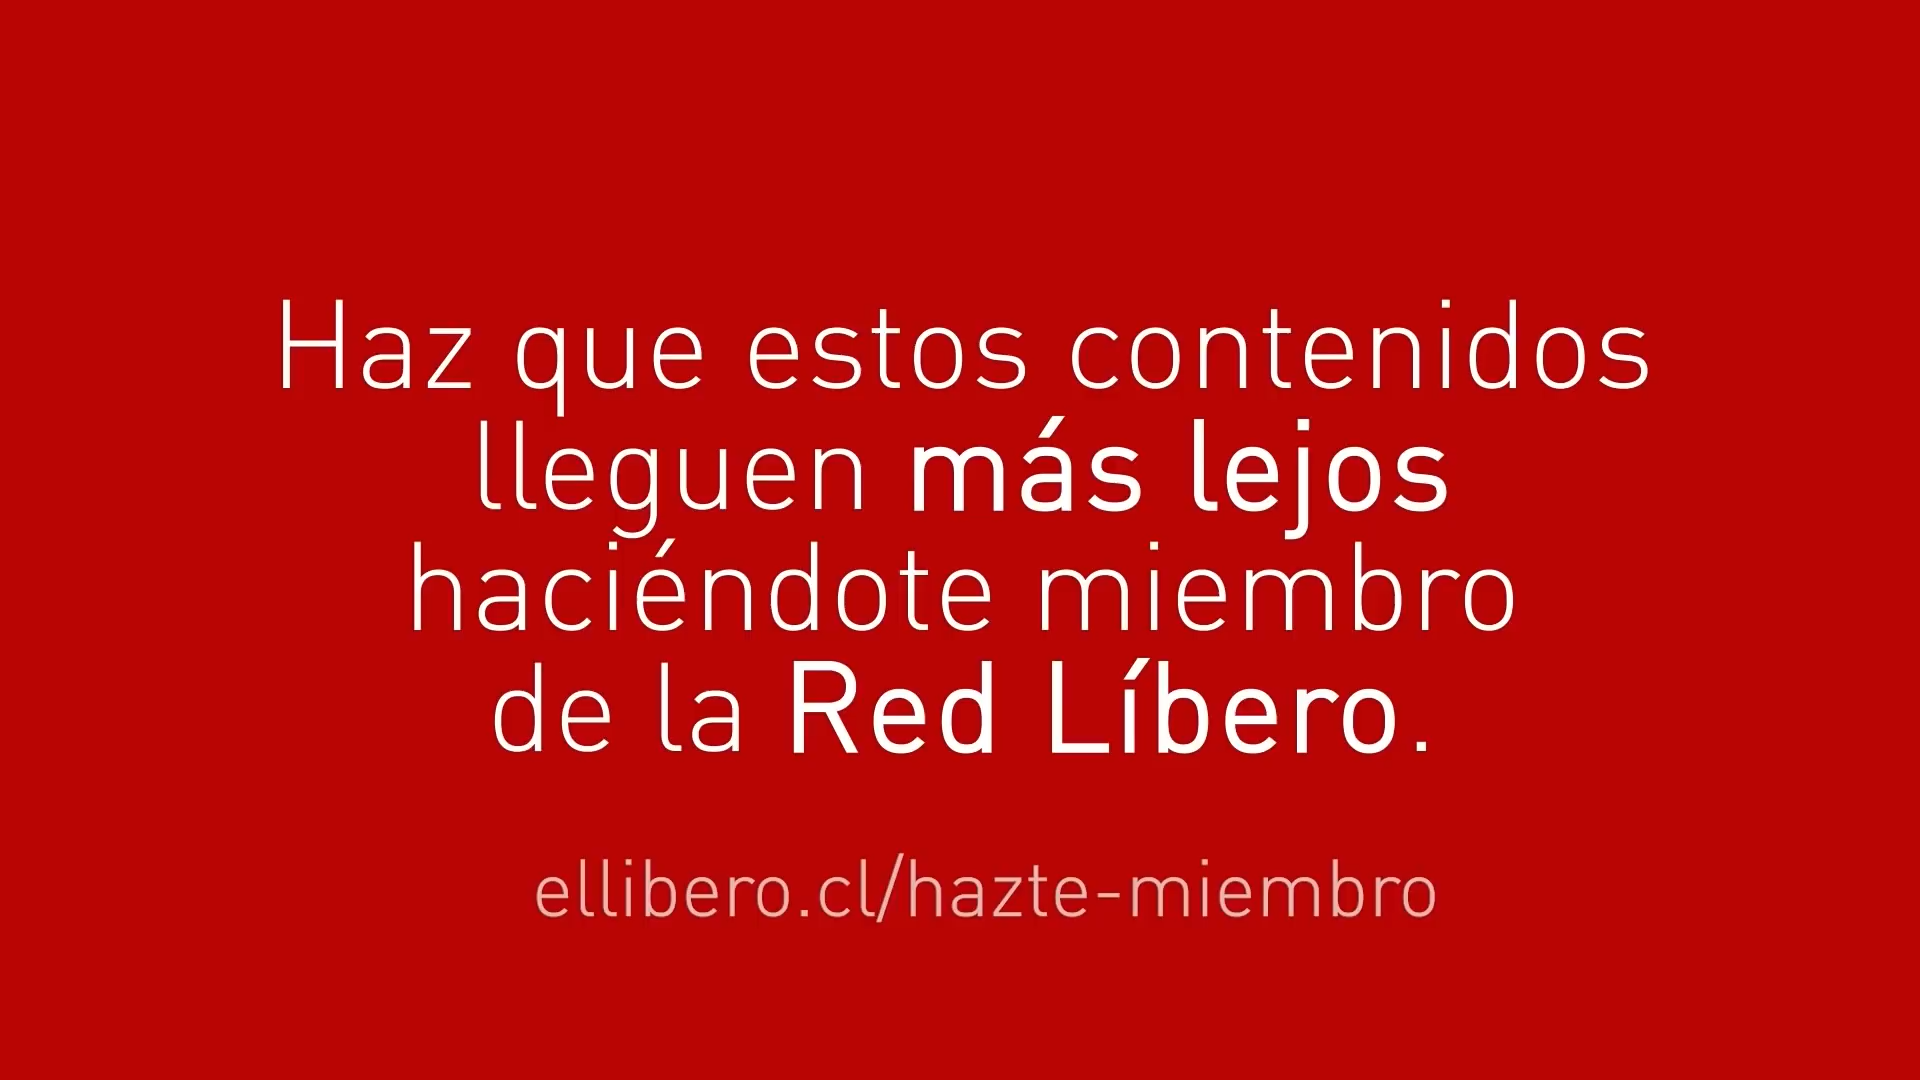 Haz que estos contenidos
lleguen más lejos
haciéndote miembro
de la Red Líbero.
ellibero.cl/hazte-miembro